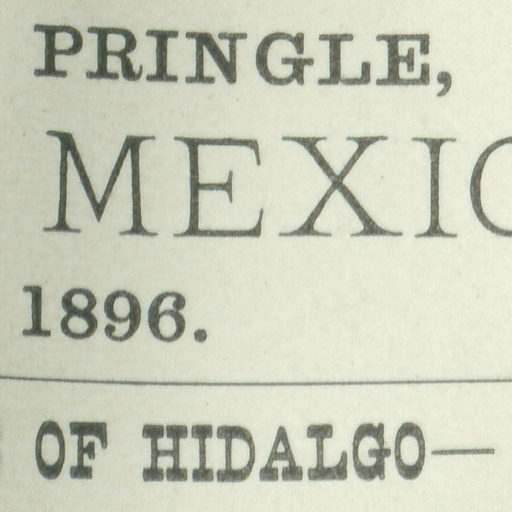 PRINGLE,
MEXIC
1896.
OF HIDALGO—